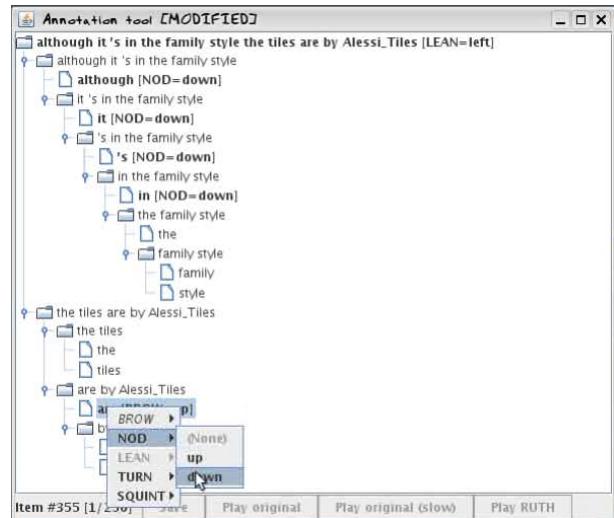 Annotation tool [MODIFIED]
although it 's in the family style the tiles are by Alessi_Tiles [LEAN=left]
although it 's in the family style
although [NOD=down]
it 's in the family style
it [NOD=down]
's in the family style
's [NOD=down]
in the family style
in [NOD=down]
the family style
the
family style
family
style
the tiles are by Alessi_Tiles
the tiles
the
tiles
are by Alessi_Tiles
p]
BROW
b
NOD
(None)
LEAN
up
TURN
down
SQUINT
Item #355 [1/250] Save Play original Play original (slow) Play RUTH